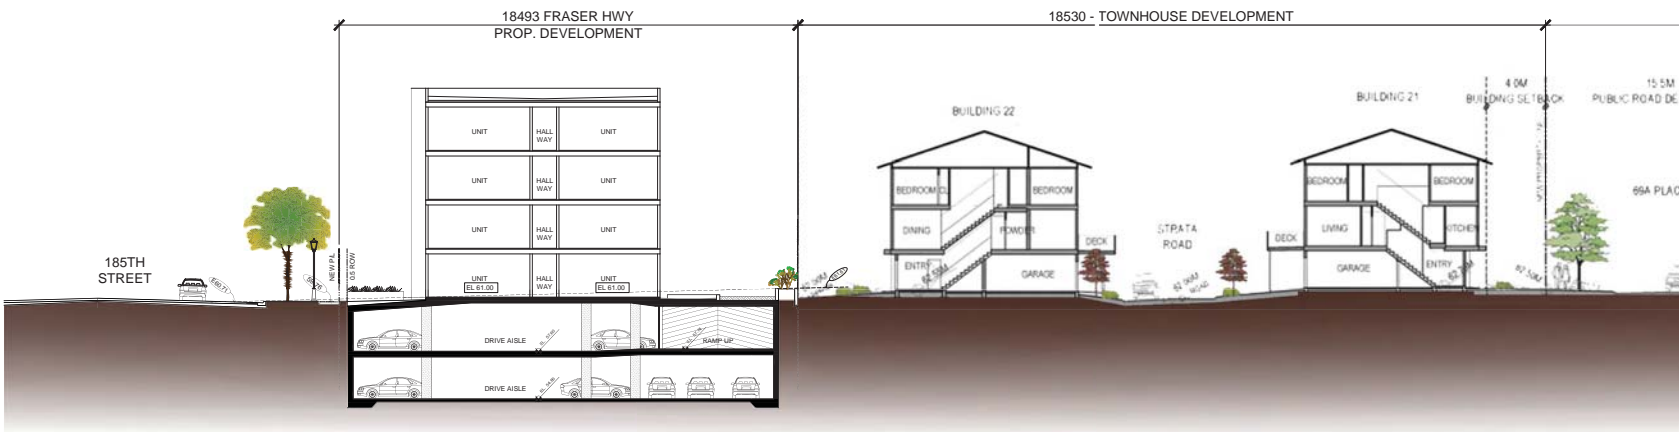 18493 FRASER HWY
PROP. DEVELOPMENT
18530 - TOWNHOUSE DEVELOPMENT
185TH
STREET
NEW P.L
UNIT
HALL
WAY
UNIT
UNIT
HALL
WAY
UNIT
UNIT
HALL
WAY
UNIT
UNIT
HALL
WAY
UNIT
EL 61.00
EL 61.00
DRIVE AISLE
RAMP UP
DRIVE AISLE
BUILDING 22
BEDROOM
CL
BEDROOM
DINING
POWDER
DECK
ENTRY
GARAGE
STRATA
ROAD
BUILDING 21
BEDROOM
BEDROOM
LIVING
KITCHEN
DECK
GARAGE
ENTRY
4.0M
BUILDING SETBACK
15.5M
PUBLIC ROAD DE
69A PLAC